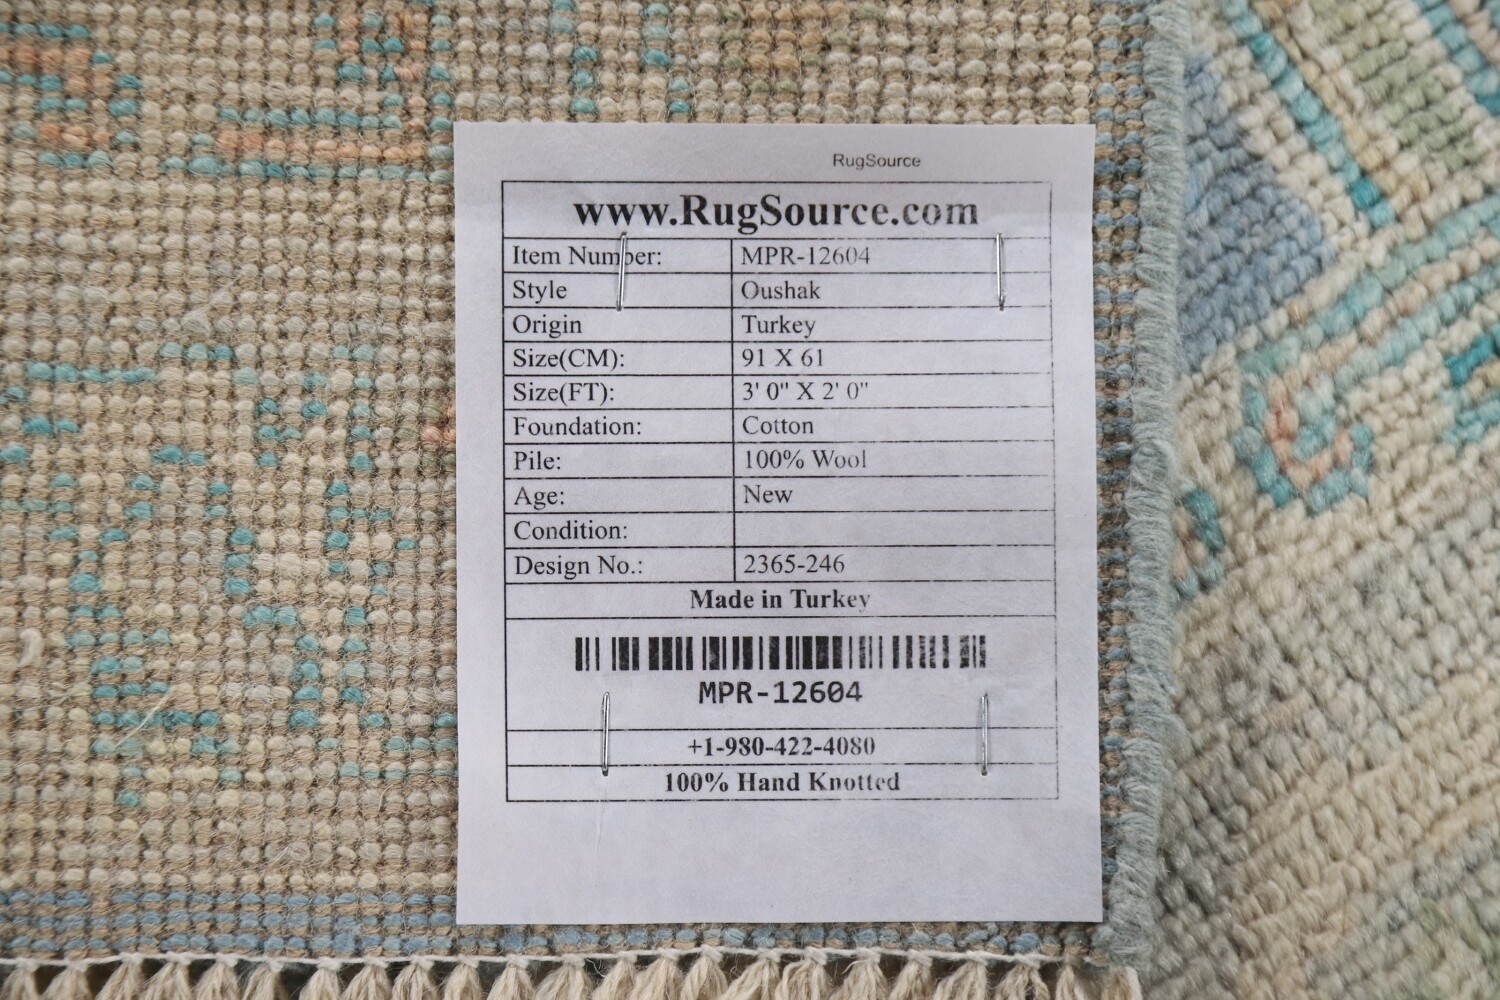 RugSource
www.RugSource.com
Item Number: MPR-12604
Style Oushak
Origin Turkey
Size(CM): 91 X 61
Size(FT): 3' 0" X 2' 0"
Foundation: Cotton
Pile: 100% Wool
Age: New
Condition:
Design No.: 2365-246
Made in Turkey
MPR-12604
+1-980-422-4080
100% Hand Knotted